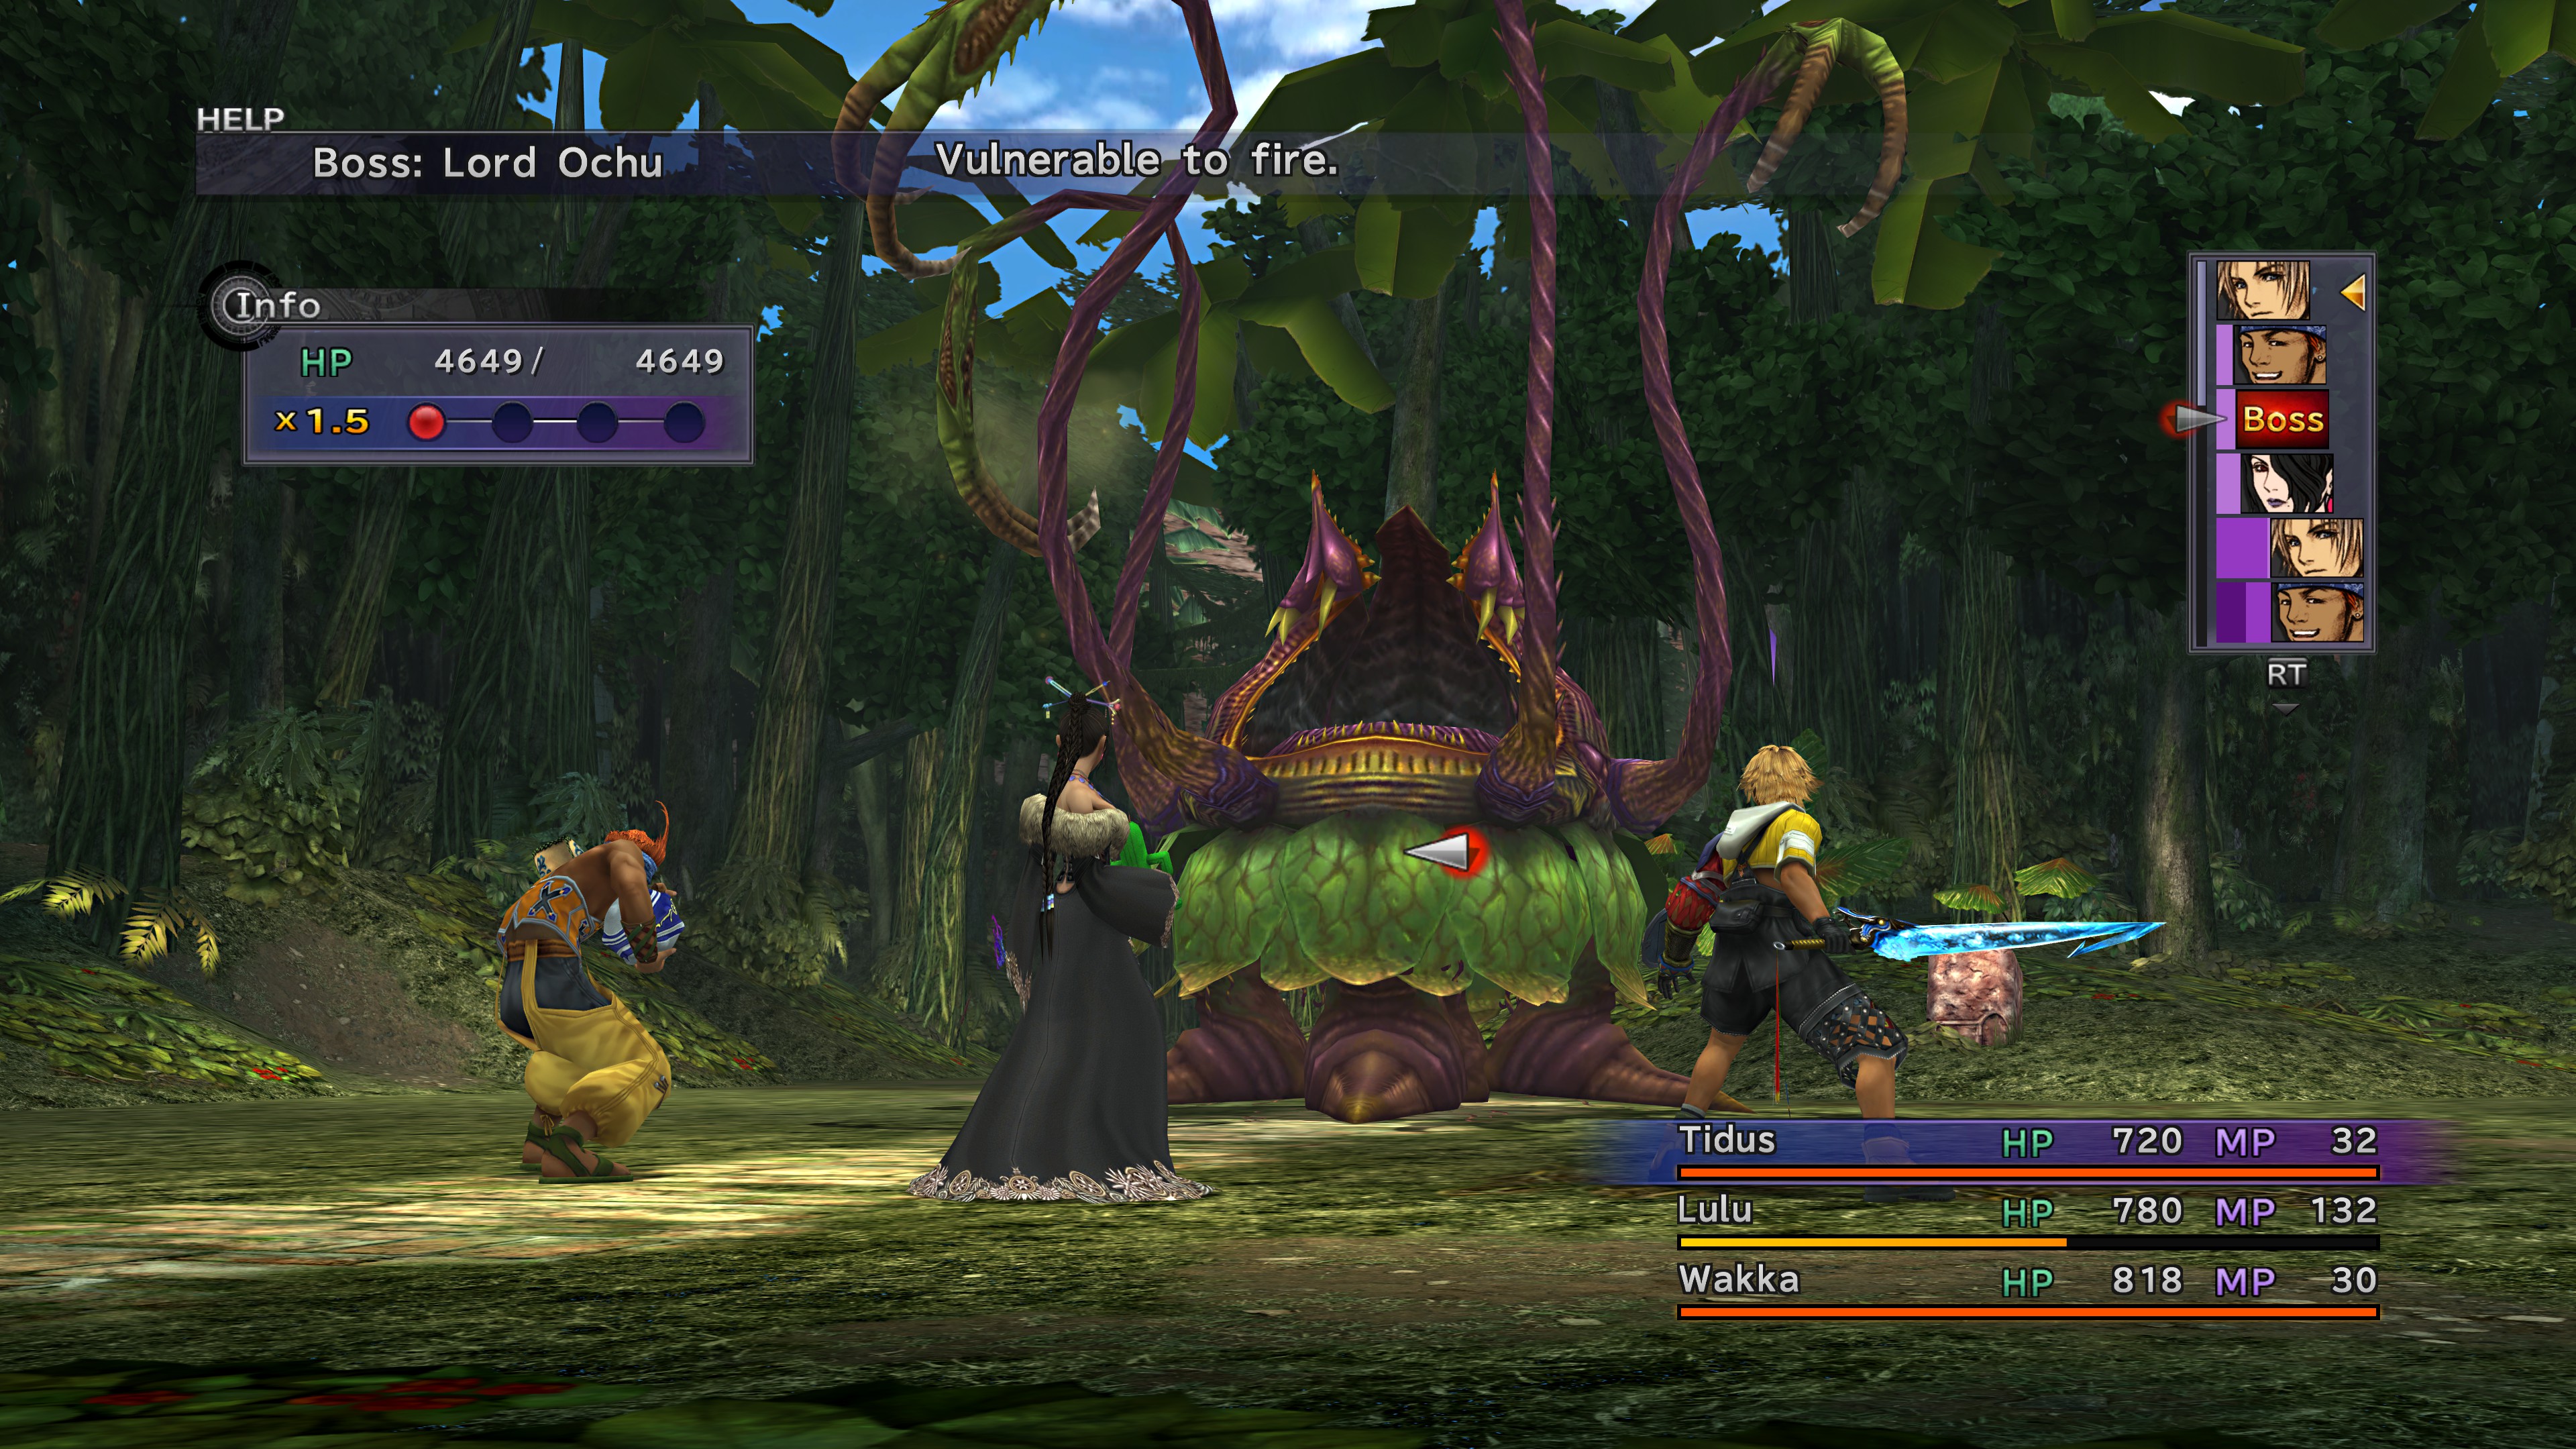 HELP
Boss: Lord Ochu Vulnerable to fire.
Info
HP 4649/ 4649
x1.5
Boss
RT
Tidus HP 720 MP 32
Lulu HP 780 MP 132
Wakka HP 818 MP 30